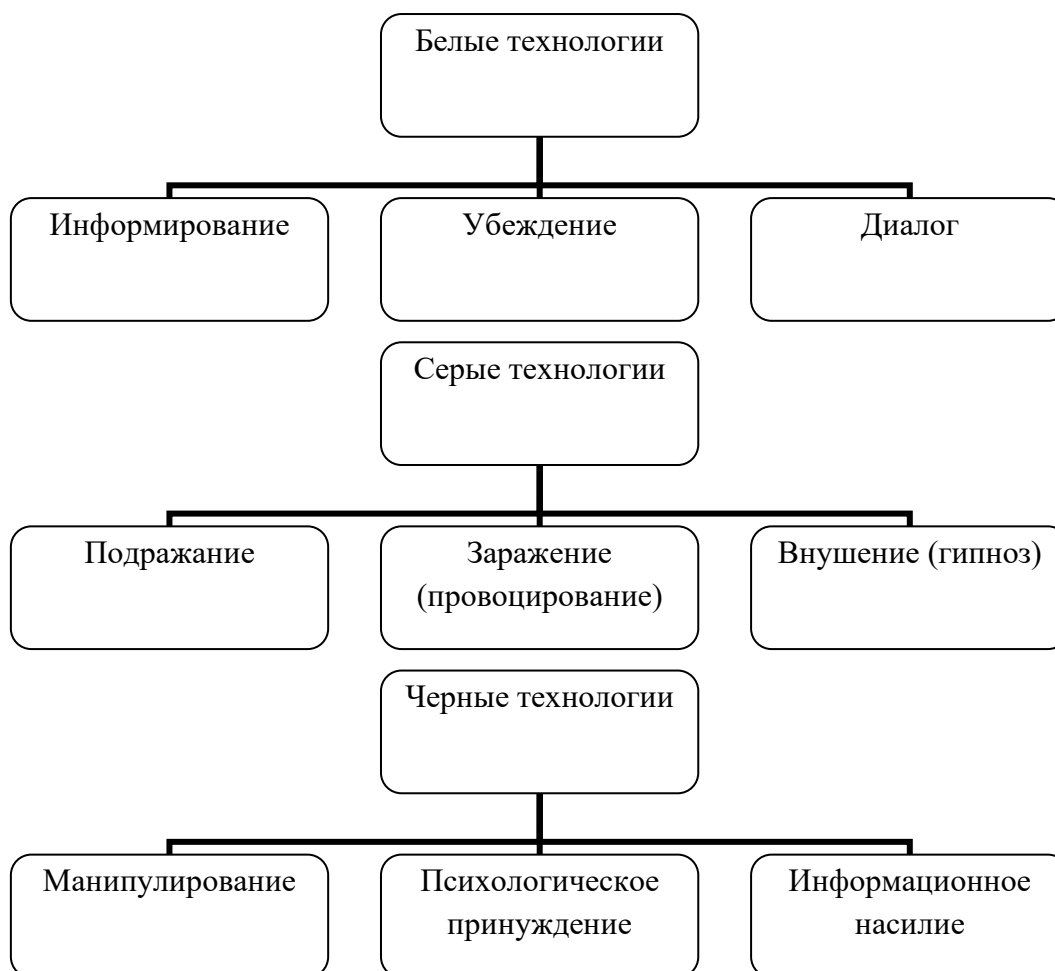 Белые технологии
Информирование
Убеждение
Диалог
Серые технологии
Подражание
Заражение
(провоцирование)
Внушение (гипноз)
Черные технологии
Манипулирование
Психологическое
принуждение
Информационное
насилие